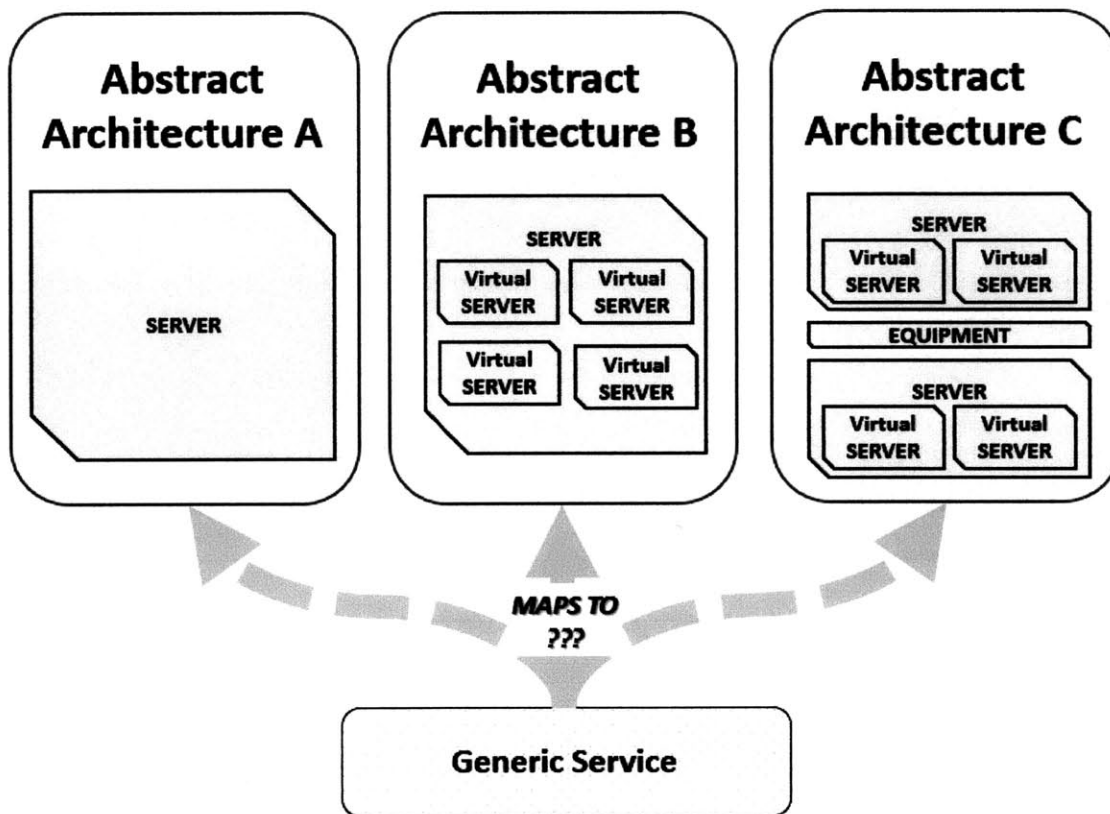 Abstract
Architecture A
SERVER
Abstract
Architecture B
SERVER
Virtual
SERVER
Virtual
SERVER
Virtual
SERVER
Virtual
SERVER
Abstract
Architecture C
SERVER
Virtual
SERVER
Virtual
SERVER
EQUIPMENT
SERVER
Virtual
SERVER
Virtual
SERVER
MAPS TO
???
Generic Service